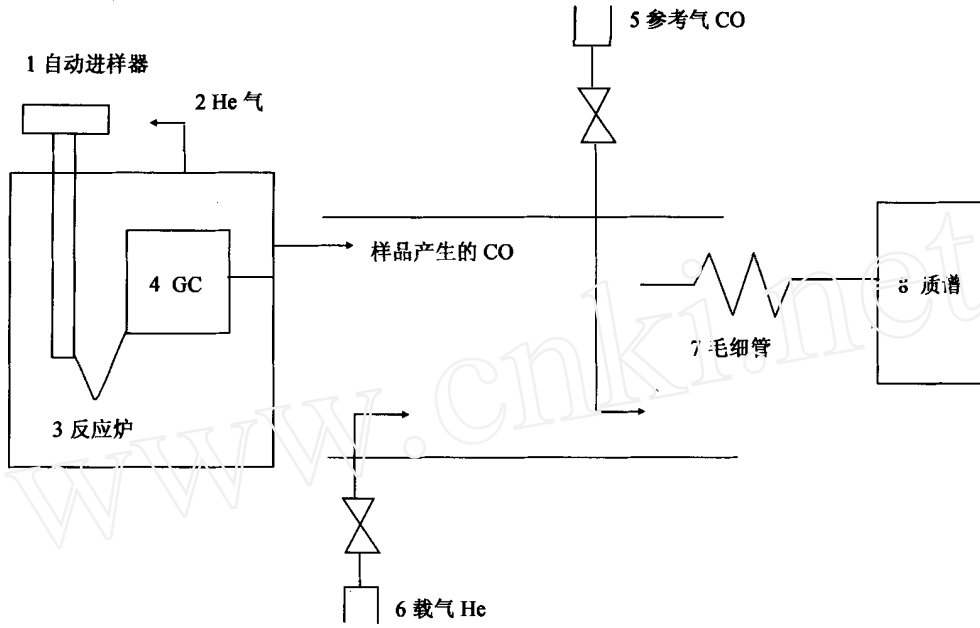 5 参考气 CO
1 自动进样器
2 He 气
样品产生的 CO
4 GC
8 质谱
7 毛细管
3 反应炉
6 载气 He
www.cnki.net